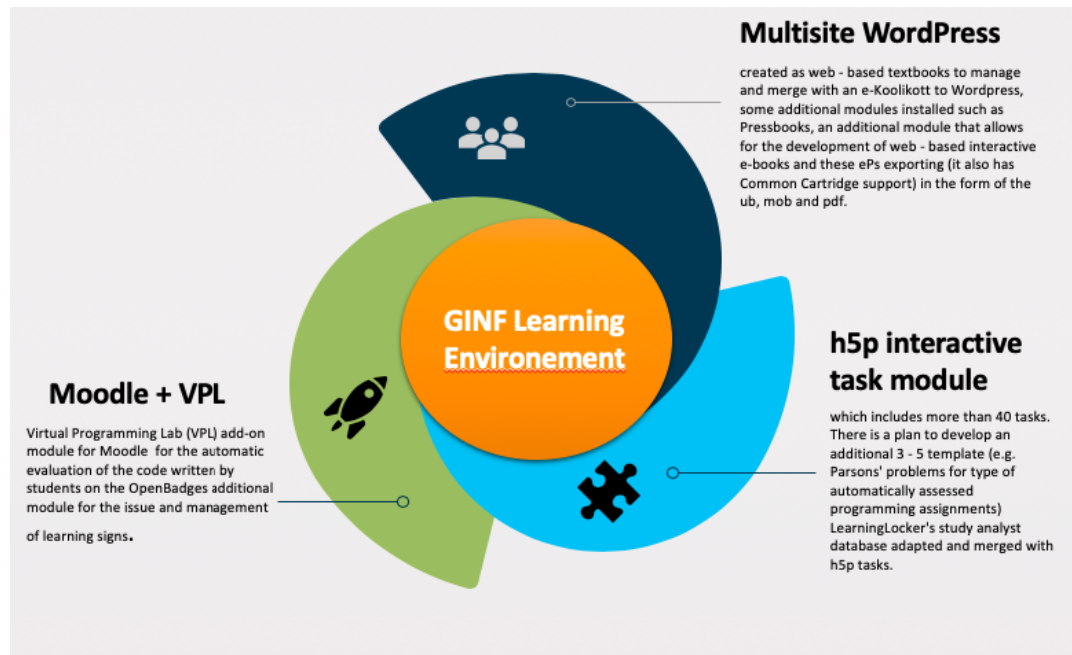 Multisite WordPress
created as web - based textbooks to manage
and merge with an e-Koolikott to Wordpress,
some additional modules installed such as
Pressbooks, an additional module that allows
for the development of web - based interactive
e-books and these ePs exporting (it also has
Common Cartridge support) in the form of the
ub, mob and pdf.
GINF Learning
Environement
h5p interactive
task module
which includes more than 40 tasks.
There is a plan to develop an
additional 3 - 5 template (e.g.
Parsons' problems for type of
automatically assessed
programming assignments)
LearningLocker's study analyst
database adapted and merged with
h5p tasks.
Moodle + VPL
Virtual Programming Lab (VPL) add-on
module for Moodle for the automatic
evaluation of the code written by
students on the OpenBadges additional
module for the issue and management
of learning signs.